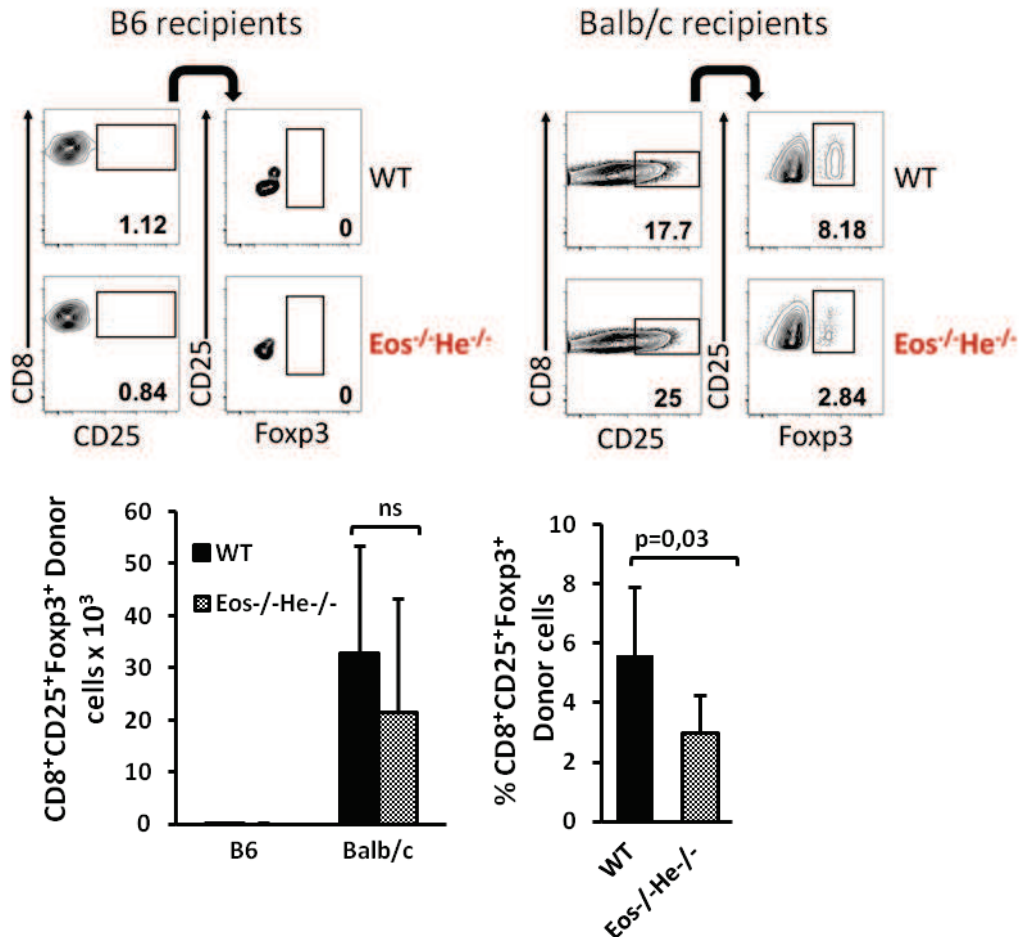 B6 recipients
Balb/c recipients
CD8
CD25
CD8
CD25
WT
WT
1.12
0
17.7
8.18
Eos-/-He-/-
Eos-/-He-/-
0.84
0
25
2.84
CD25
Foxp3
CD25
Foxp3
CD8+CD25+Foxp3+ Donor
cells x 10³
60
50
40
30
20
10
0
WT
Eos-/-He-/-
ns
B6
Balb/c
% CD8+CD25+Foxp3+
Donor cells
10
8
6
4
2
0
p=0,03
WT
Eos-/-He-/-